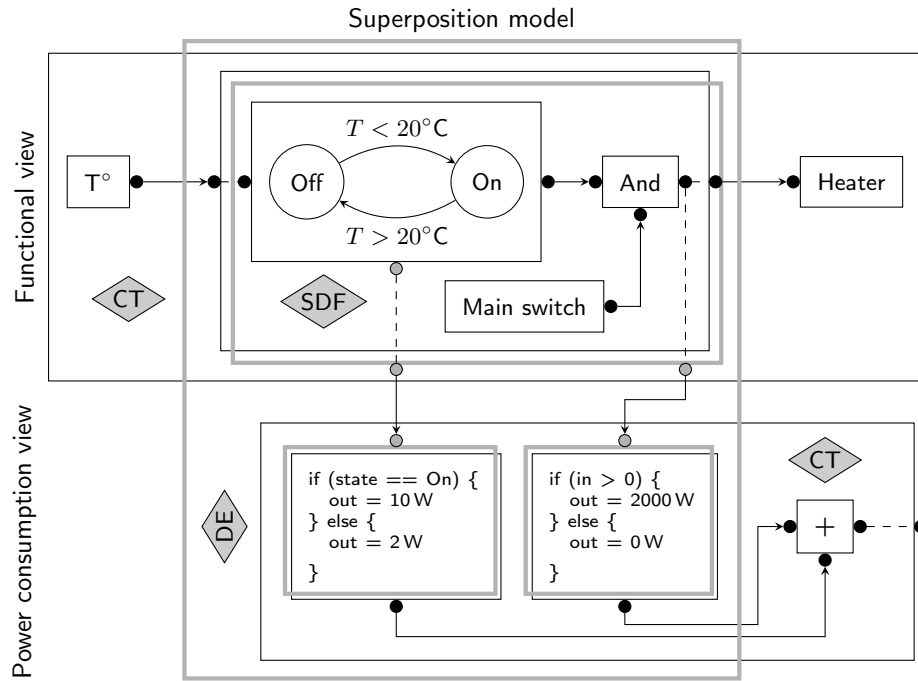 Superposition model
Functional view
T < 20°C
T°
Off
On
And
Heater
T > 20°C
CT
SDF
Main switch
Power consumption view
CT
DE
if (state == On) {
out = 10 W
} else {
out = 2 W
}
if (in > 0) {
out = 2000 W
} else {
out = 0 W
}
+